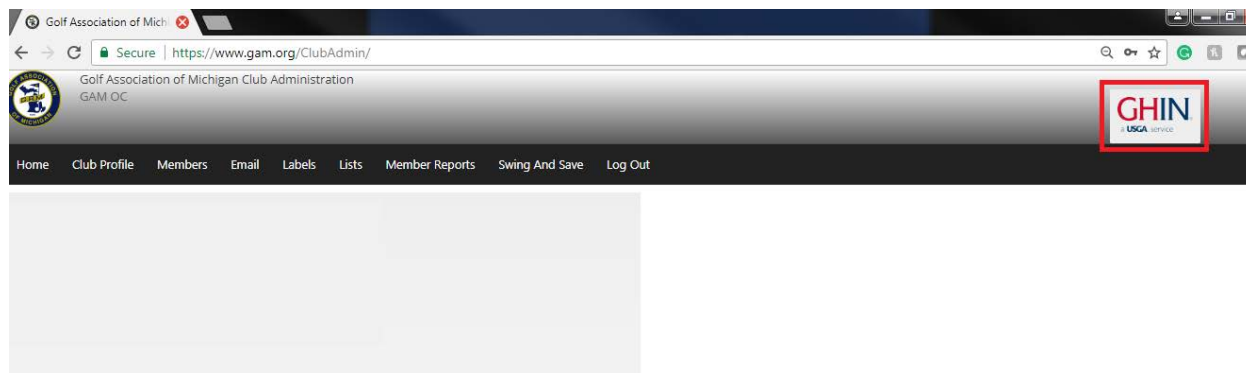 Golf Association of Mich
Secure | https://www.gam.org/ClubAdmin/
Golf Association of Michigan Club Administration
GAM OC
GHIN
a USGA service
Home Club Profile Members Email Labels Lists Member Reports Swing And Save Log Out